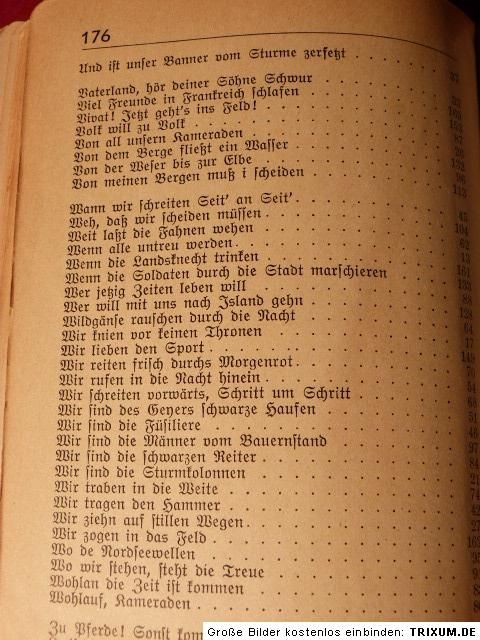 176
Und ist unser Banner vom Sturme zerfetzt
Vaterland, hör deiner Söhne Schwur
Viel Freunde in Frankreich schlafen
Vivat! Jetzt geht's ins Feld!
Volk will zu Volk
Von all unsern Kameraden
Von dem Berge fließt ein Wasser
Von der Weser bis zur Elbe
Von meinen Bergen muß i scheiden
Wann wir schreiten Seit' an Seit'
Weh, daß wir scheiden müssen
Weit laßt die Fahnen wehen
Wenn alle untreu werden
Wenn die Landsknecht trinken
Wenn die Soldaten durch die Stadt marschieren
Wer jetzig Zeiten leben will
Wer will mit uns nach Island gehn
Wildgänse rauschen durch die Nacht
Wir knien vor keinen Thronen
Wir lieben den Sport
Wir reiten frisch durchs Morgenrot
Wir rufen in die Nacht hinein
Wir schreiten vorwärts, Schritt um Schritt
Wir sind des Geyers schwarze Haufen
Wir sind die Füsiliere
Wir sind die Männer vom Bauernstand
Wir sind die schwarzen Reiter
Wir sind die Sturmkolonnen
Wir traben in die Weite
Wir tragen den Hammer
Wir ziehn auf stillen Wegen
Wir zogen in das Feld
Wo de Nordseewellen
Wo wir stehen, steht die Treue
Wohlan die Zeit ist kommen
Wohlauf, Kameraden
Zu Pferde! Sonst
Große Bilder kostenlos einbinden: TRIXUM.DE